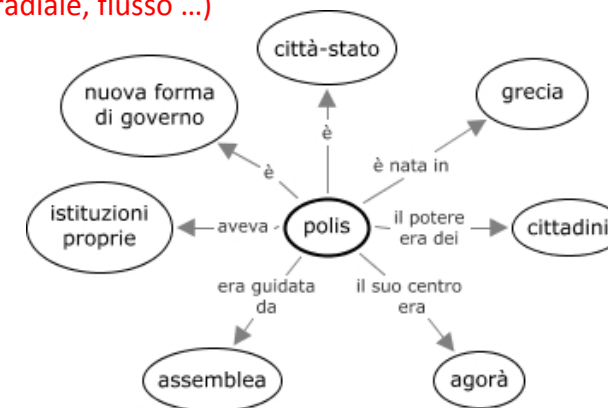 radiale, flusso ...)
città-stato
nuova forma
di governo
grecia
è
è
è nata in
istituzioni
proprie
aveva
polis
il potere
era dei
cittadini
era guidata
da
il suo centro
era
assemblea
agorà